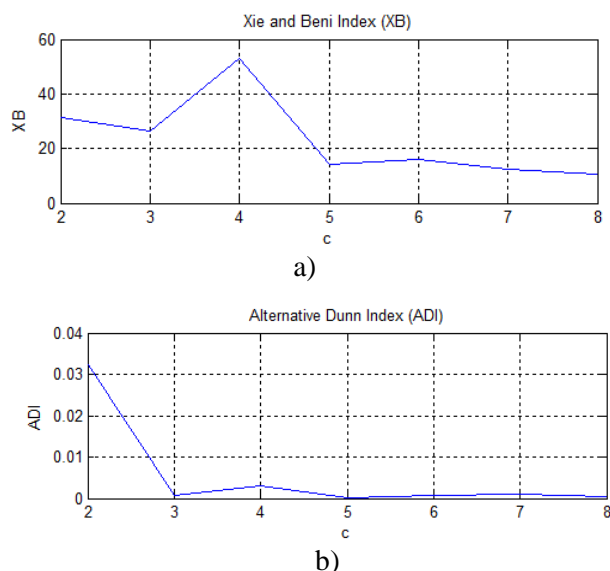 Xie and Beni Index (XB)
60
40
20
0
XB
2 3 4 5 6 7 8
c
a)
Alternative Dunn Index (ADI)
0.04
0.03
0.02
0.01
0
ADI
2 3 4 5 6 7 8
c
b)